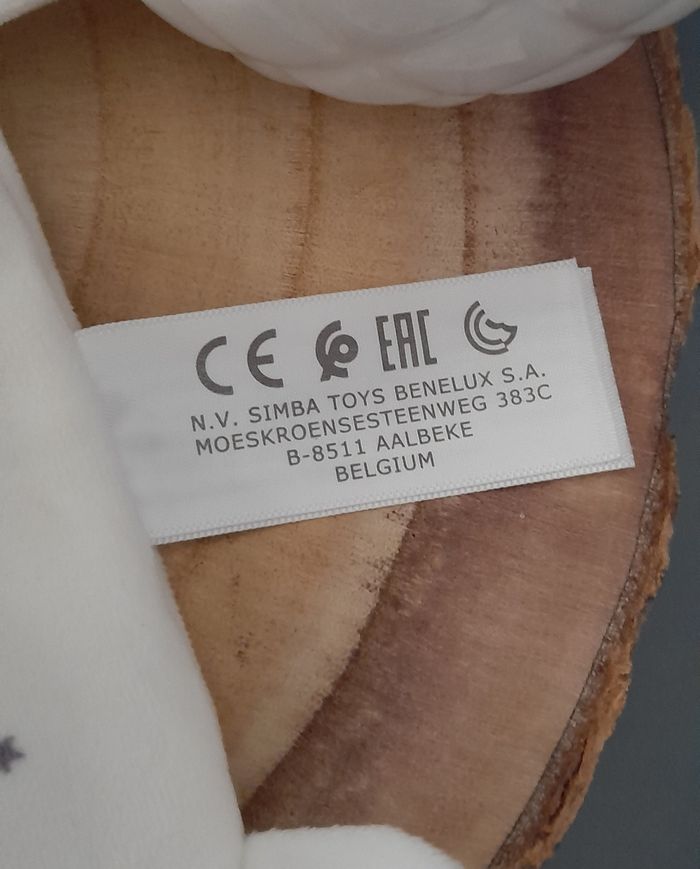 CE EAC
N.V. SIMBA TOYS BENELUX S.A.
MOESKROENSESTEENWEG 383C
B-8511 AALBEKE
BELGIUM